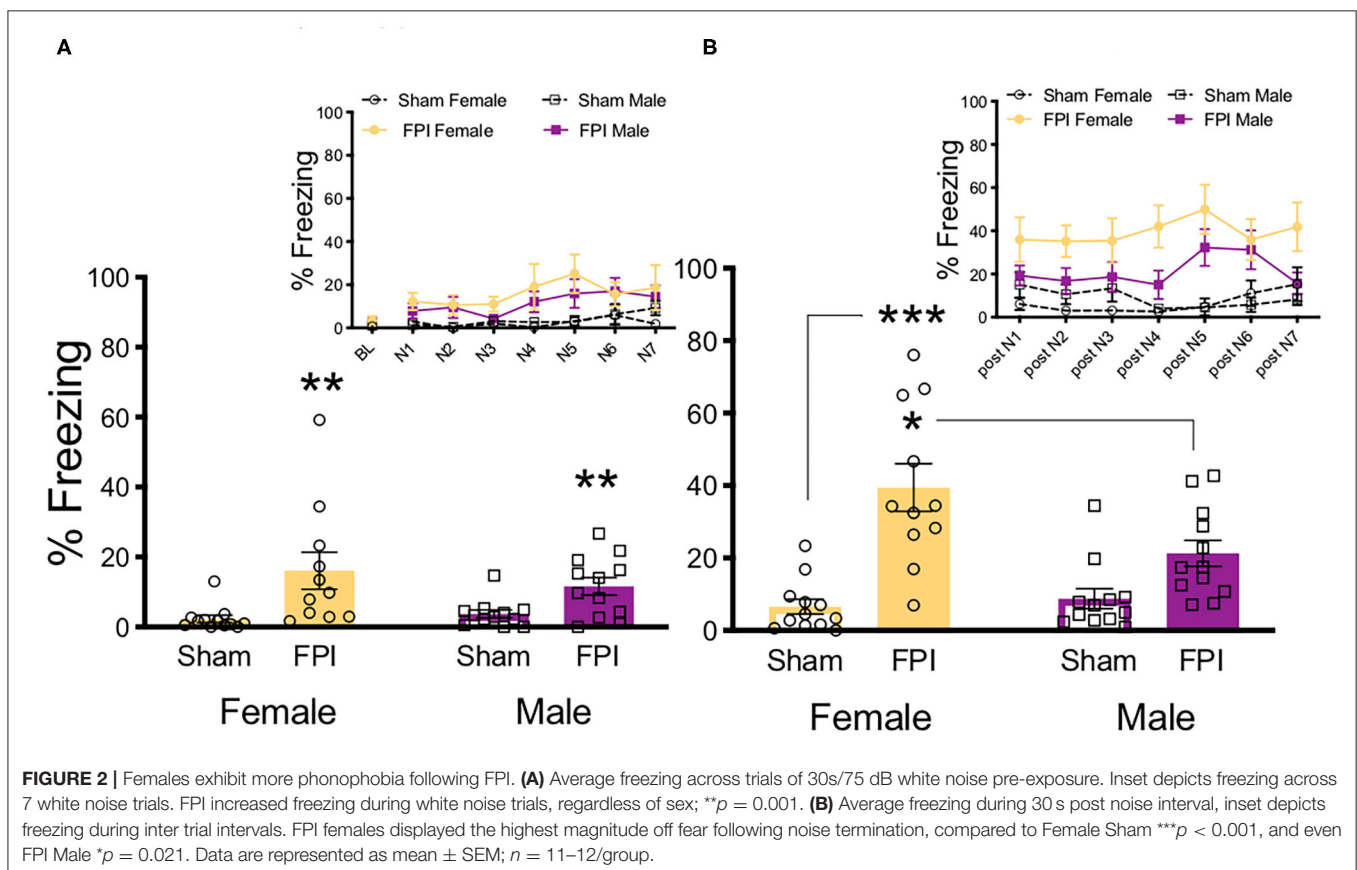 A
Sham Female
Sham Male
FPI Female
FPI Male
100
80
60
40
20
0
% Freezing
BL
N1
N2
N3
N4
N5
N6
N7
100
80
60
40
20
0
% Freezing
**
**
Sham
FPI
Sham
FPI
Female
Male
B
Sham Female
Sham Male
FPI Female
FPI Male
100
80
60
40
20
0
% Freezing
post N1
post N2
post N3
post N4
post N5
post N6
post N7
100
80
60
40
20
0
***
*
Sham
FPI
Sham
FPI
Female
Male
FIGURE 2 | Females exhibit more phonophobia following FPI. (A) Average freezing across trials of 30s/75 dB white noise pre-exposure. Inset depicts freezing across
7 white noise trials. FPI increased freezing during white noise trials, regardless of sex; **p = 0.001. (B) Average freezing during 30 s post noise interval, inset depicts
freezing during inter trial intervals. FPI females displayed the highest magnitude off fear following noise termination, compared to Female Sham ***p < 0.001, and even
FPI Male *p = 0.021. Data are represented as mean ± SEM; n = 11–12/group.